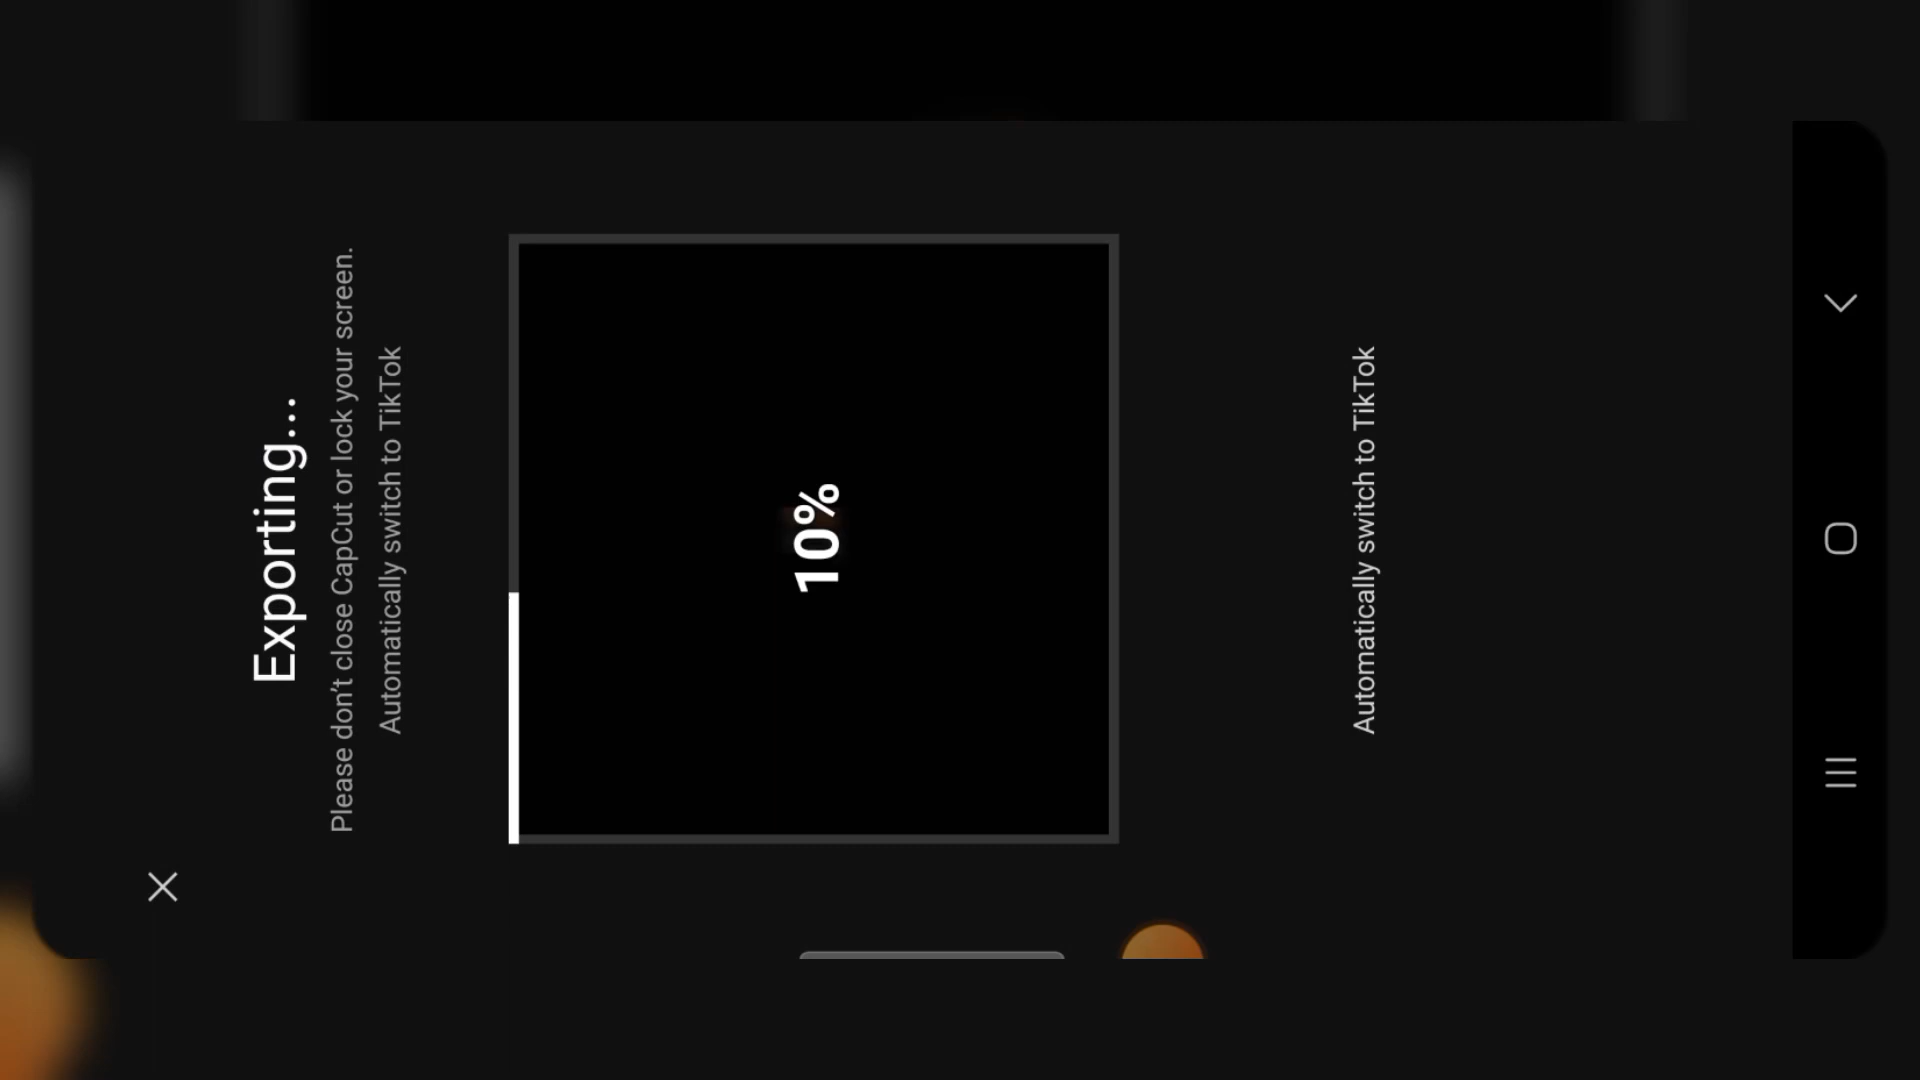 Exporting...
Please don't close CapCut or lock your screen.
Automatically switch to TikTok
10%
Automatically switch to TikTok